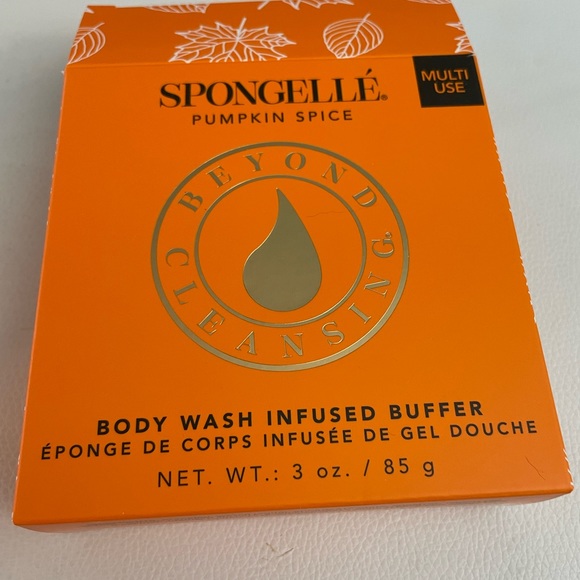 SPONGELLÉ®
PUMPKIN SPICE
MULTI
USE
BEYOND
CLEANSING®
BODY WASH INFUSED BUFFER
ÉPONGE DE CORPS INFUSÉE DE GEL DOUCHE
NET. WT.: 3 oz. / 85 g